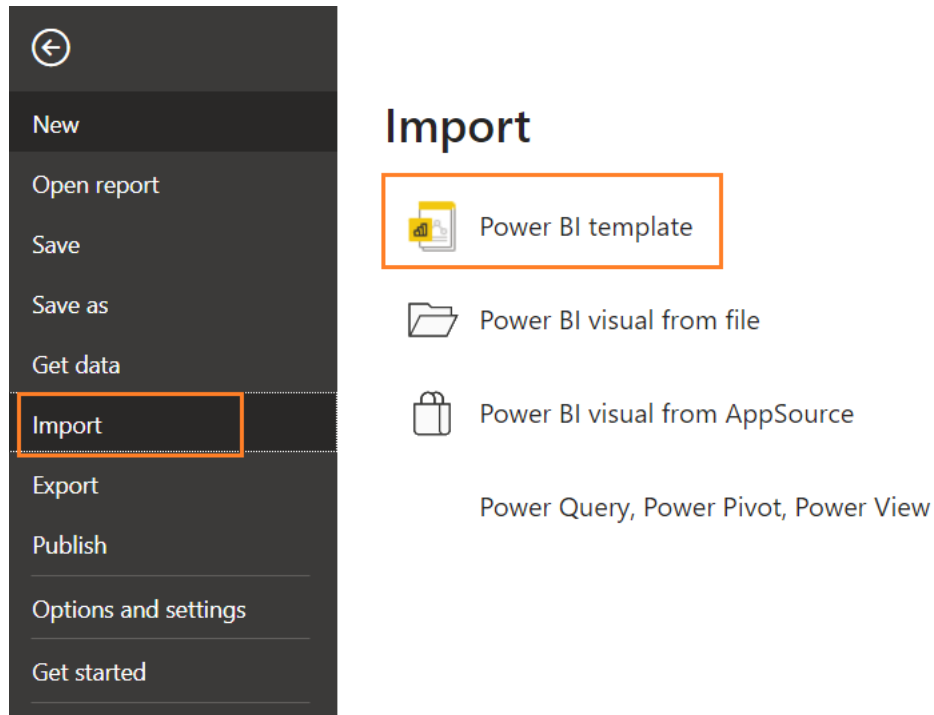 New
Open report
Save
Save as
Get data
Import
Export
Publish
Options and settings
Get started
Import
Power BI template
Power BI visual from file
Power BI visual from AppSource
Power Query, Power Pivot, Power View